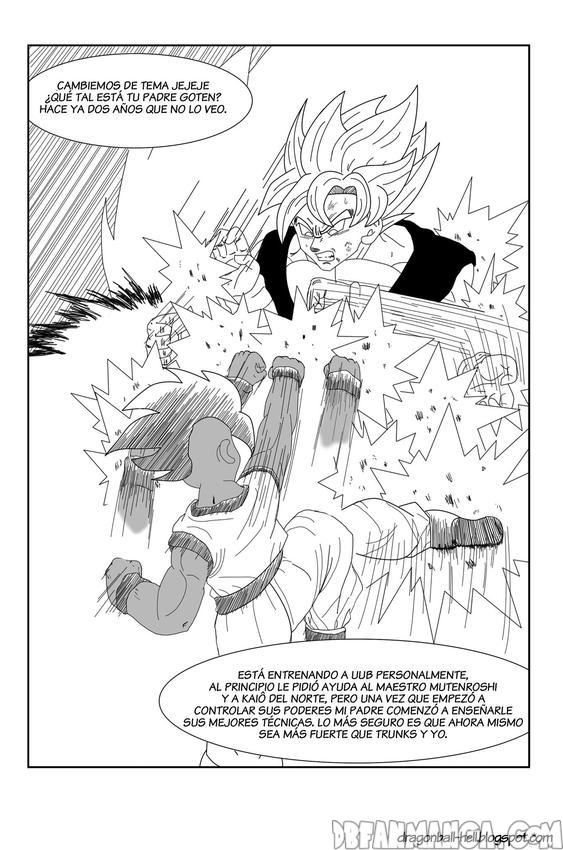 CAMBIEMOS DE TEMA JEJEJE
¿QUÉ TAL ESTÁ TU PADRE GOTEN?
HACE YA DOS AÑOS QUE NO LO VEO.
ESTÁ ENTRENANDO A UUB PERSONALMENTE,
AL PRINCIPIO LE PIDIÓ AYUDA AL MAESTRO MUTENROSHI
Y A KAIÔ DEL NORTE, PERO UNA VEZ QUE EMPEZÓ A
CONTROLAR SUS PODERES MI PADRE COMENZÓ A ENSEÑARLE
SUS MEJORES TÉCNICAS. LO MÁS SEGURO ES QUE AHORA MISMO
SEA MÁS FUERTE QUE TRUNKS Y YO.
dragonball-hell.blogspot.com
DBFANMANGA.COM